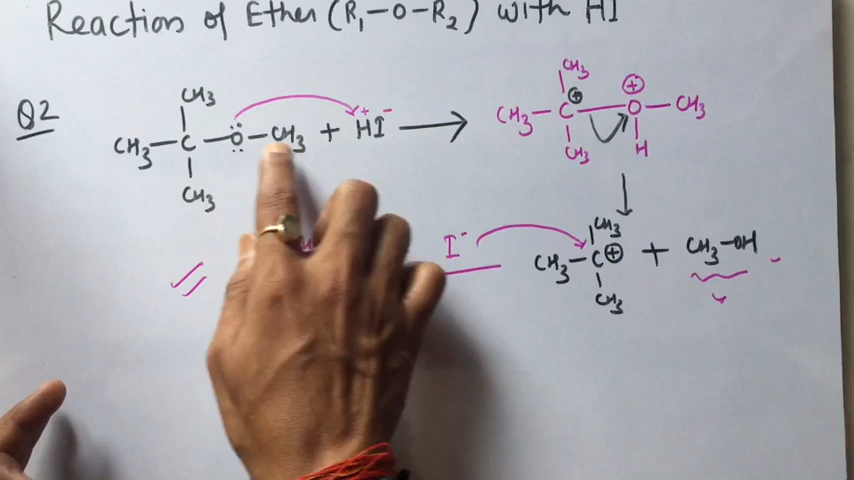 Reaction of Ether (R₁-O-R₂) with HI
Q2
CH₃
CH₃-C-Ö-CH₃ + H⁺I⁻ →
CH₃
CH₃
CH₃-C⊕-O⊕-CH₃
CH₃ H
I⁻
CH₃
CH₃-C⊕ + CH₃-OH
CH₃